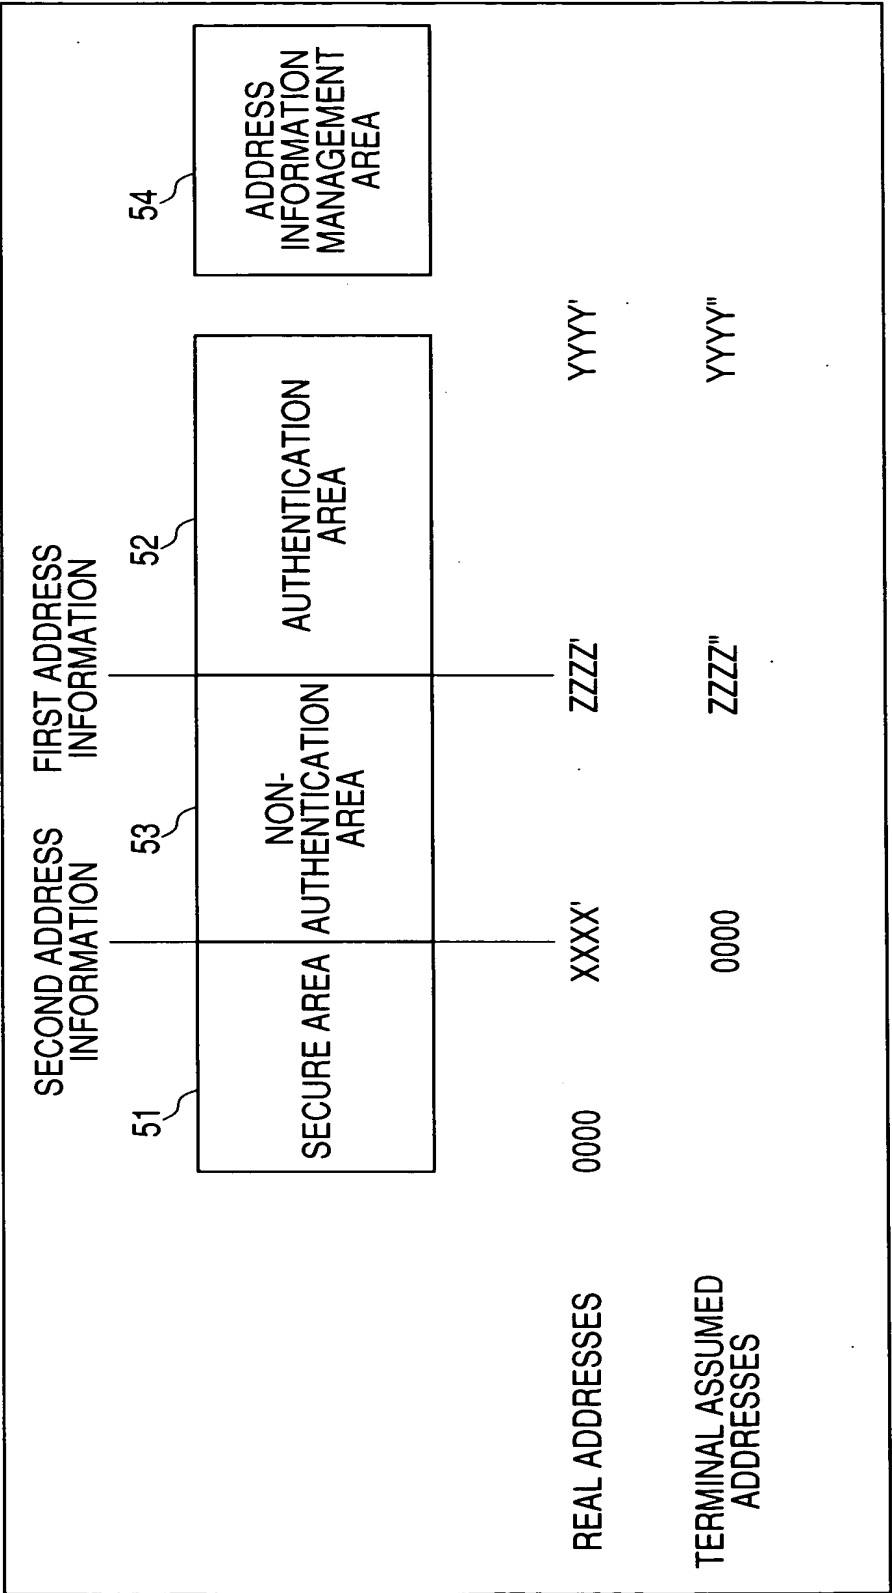 SECOND ADDRESS
INFORMATION
FIRST ADDRESS
INFORMATION
51
53
52
54
SECURE AREA
NON-
AUTHENTICATION
AREA
AUTHENTICATION
AREA
ADDRESS
INFORMATION
MANAGEMENT
AREA
REAL ADDRESSES
0000
XXXX'
ZZZZ'
YYYY'
TERMINAL ASSUMED
ADDRESSES
0000
ZZZZ"
YYYY"